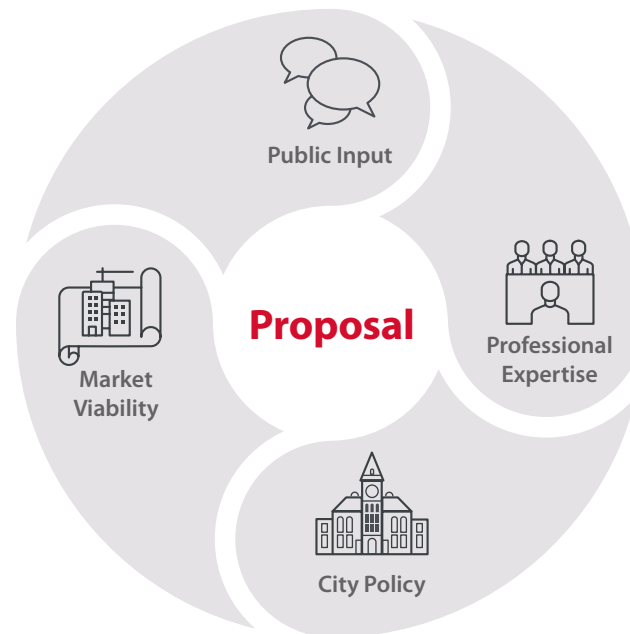 Public Input
Proposal
Professional
Expertise
Market
Viability
City Policy